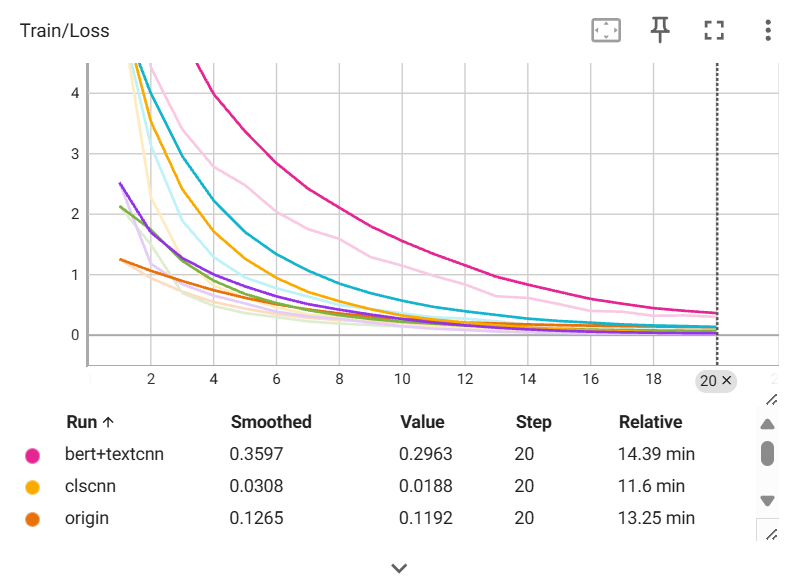 Train/Loss
4
3
2
1
0
2 4 6 8 10 12 14 16 18 20 ×
Run ↑ Smoothed Value Step Relative
bert+textcnn 0.3597 0.2963 20 14.39 min
clscnn 0.0308 0.0188 20 11.6 min
origin 0.1265 0.1192 20 13.25 min